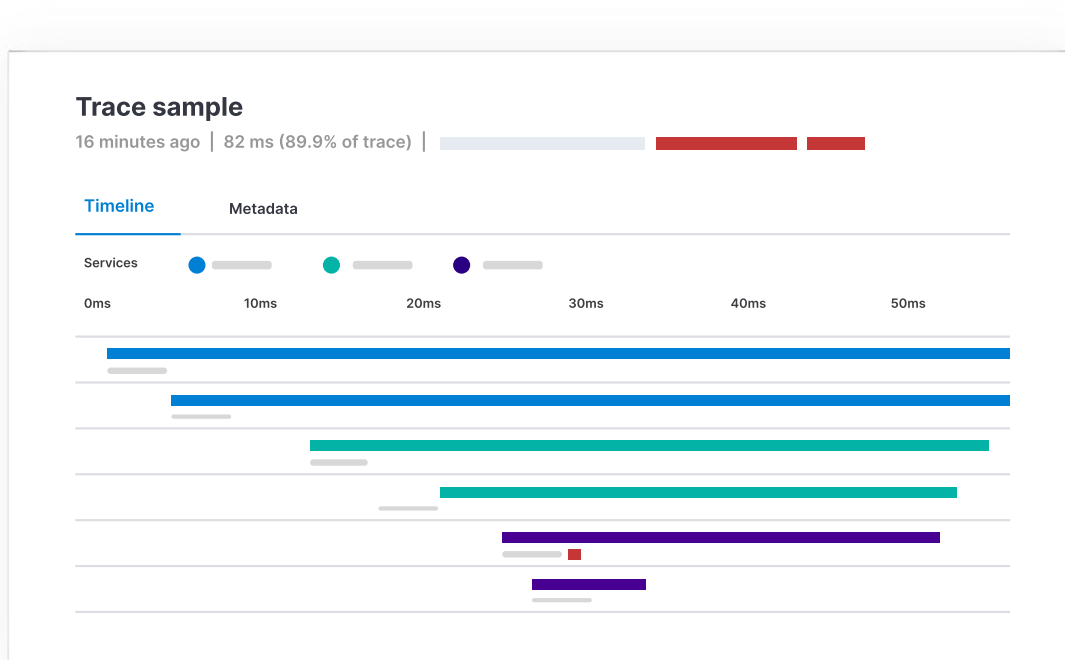 Trace sample
16 minutes ago | 82 ms (89.9% of trace) |
Timeline Metadata
Services
0ms 10ms 20ms 30ms 40ms 50ms